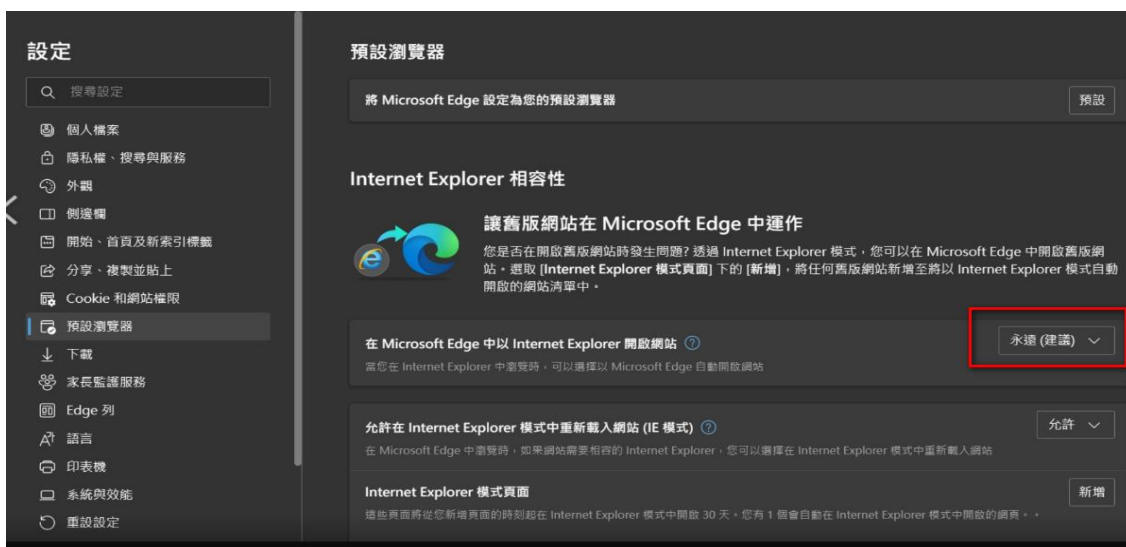 設定
搜尋設定
個人檔案
隱私權、搜尋與服務
外觀
側邊欄
開始、首頁及新索引標籤
分享、複製並貼上
Cookie 和網站權限
預設瀏覽器
下載
家長監護服務
Edge 列
語言
印表機
系統與效能
重設設定
預設瀏覽器
將 Microsoft Edge 設定為您的預設瀏覽器
預設
Internet Explorer 相容性
讓舊版網站在 Microsoft Edge 中運作
您是否在開啟舊版網站時發生問題? 透過 Internet Explorer 模式，您可以在 Microsoft Edge 中開啟舊版網
站。選取 [Internet Explorer 模式頁面] 下的 [新增]，將任何舊版網站新增至將以 Internet Explorer 模式自動
開啟的網站清單中。
在 Microsoft Edge 中以 Internet Explorer 開啟網站
永遠 (建議)
當您在 Internet Explorer 中瀏覽時，可以選擇以 Microsoft Edge 自動開啟網站
允許在 Internet Explorer 模式中重新載入網站 (IE 模式)
允許
在 Microsoft Edge 中瀏覽時，如果網站需要相容的 Internet Explorer，您可以選擇在 Internet Explorer 模式中重新載入網站
Internet Explorer 模式頁面
新增
這些頁面將從您新增頁面的時刻起在 Internet Explorer 模式中開啟 30 天。您有 1 個會自動在 Internet Explorer 模式中開啟的網頁。。